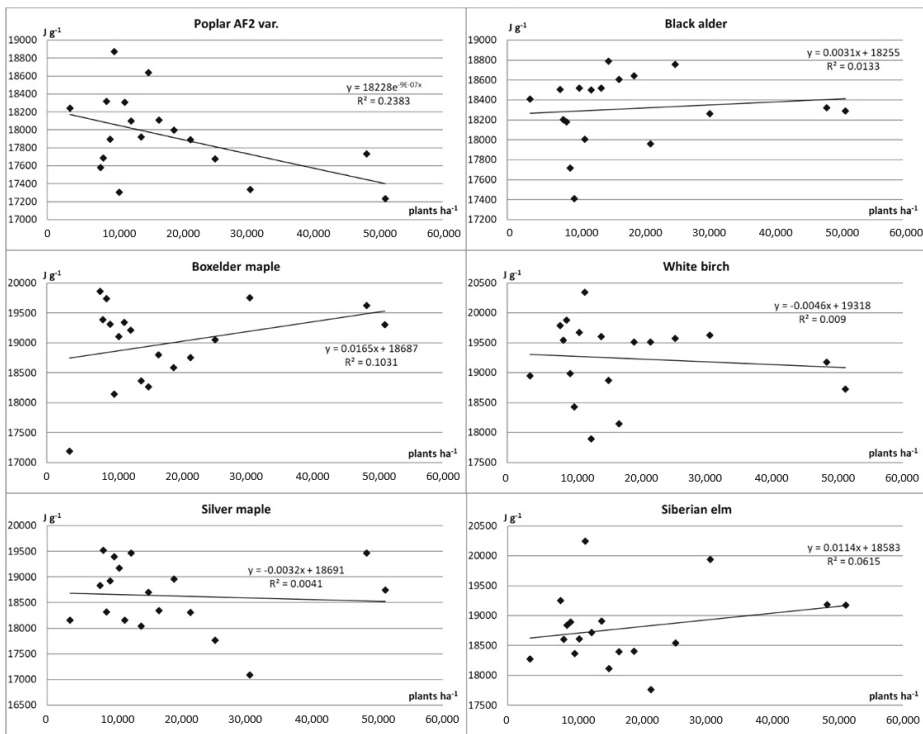 Poplar AF2 var.
J g⁻¹
19000
18800
18600
18400
18200
18000
17800
17600
17400
17200
17000
y = 18228e^-9E-07x
R² = 0.2383
plants ha⁻¹
0 10,000 20,000 30,000 40,000 50,000 60,000
Black alder
J g⁻¹
19000
18800
18600
18400
18200
18000
17800
17600
17400
17200
y = 0.0031x + 18255
R² = 0.0133
plants ha⁻¹
0 10,000 20,000 30,000 40,000 50,000 60,000
Boxelder maple
J g⁻¹
20000
19500
19000
18500
18000
17500
17000
y = 0.0165x + 18687
R² = 0.1031
plants ha⁻¹
0 10,000 20,000 30,000 40,000 50,000 60,000
White birch
J g⁻¹
20500
20000
19500
19000
18500
18000
17500
y = -0.0046x + 19318
R² = 0.009
plants ha⁻¹
0 10,000 20,000 30,000 40,000 50,000 60,000
Silver maple
J g⁻¹
20000
19500
19000
18500
18000
17500
17000
16500
y = -0.0032x + 18691
R² = 0.0041
plants ha⁻¹
0 10,000 20,000 30,000 40,000 50,000 60,000
Siberian elm
J g⁻¹
20500
20000
19500
19000
18500
18000
17500
y = 0.0114x + 18583
R² = 0.0615
plants ha⁻¹
0 10,000 20,000 30,000 40,000 50,000 60,000